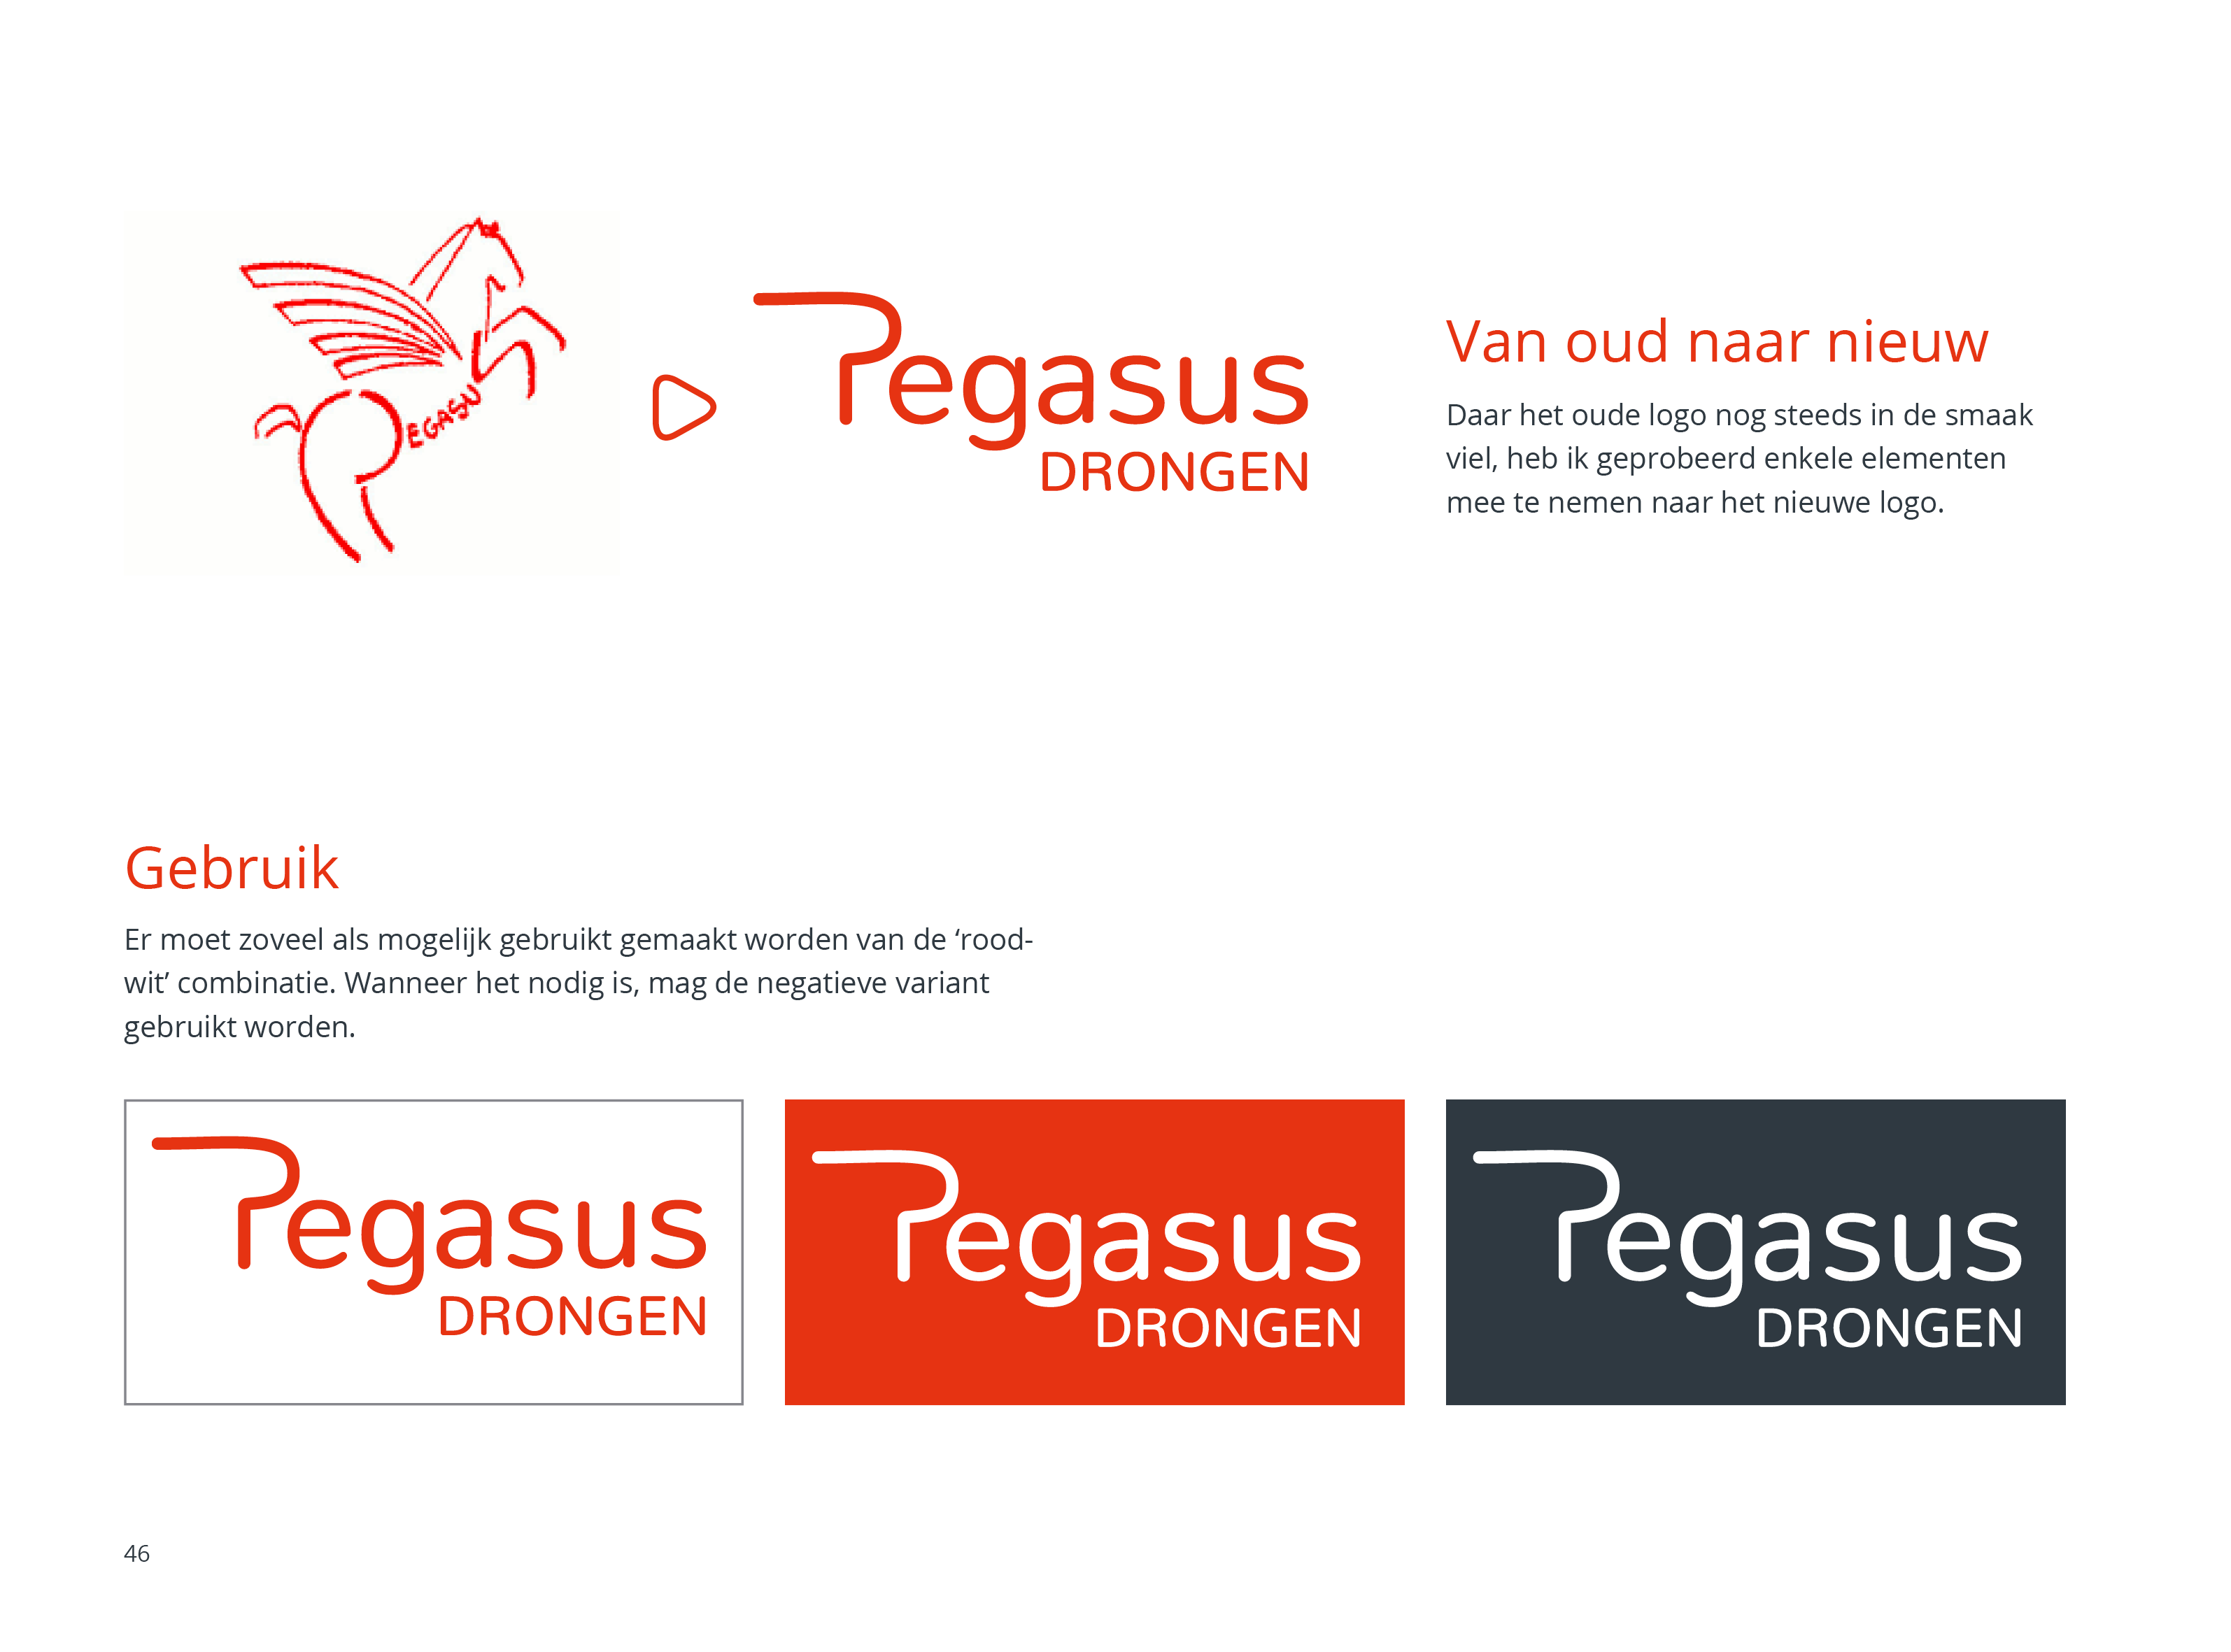 EGASU
Pegasus
DRONGEN
Van oud naar nieuw
Daar het oude logo nog steeds in de smaak
viel, heb ik geprobeerd enkele elementen
mee te nemen naar het nieuwe logo.
Gebruik
Er moet zoveel als mogelijk gebruikt gemaakt worden van de ‘rood-
wit’ combinatie. Wanneer het nodig is, mag de negatieve variant
gebruikt worden.
Pegasus
DRONGEN
Pegasus
DRONGEN
Pegasus
DRONGEN
46